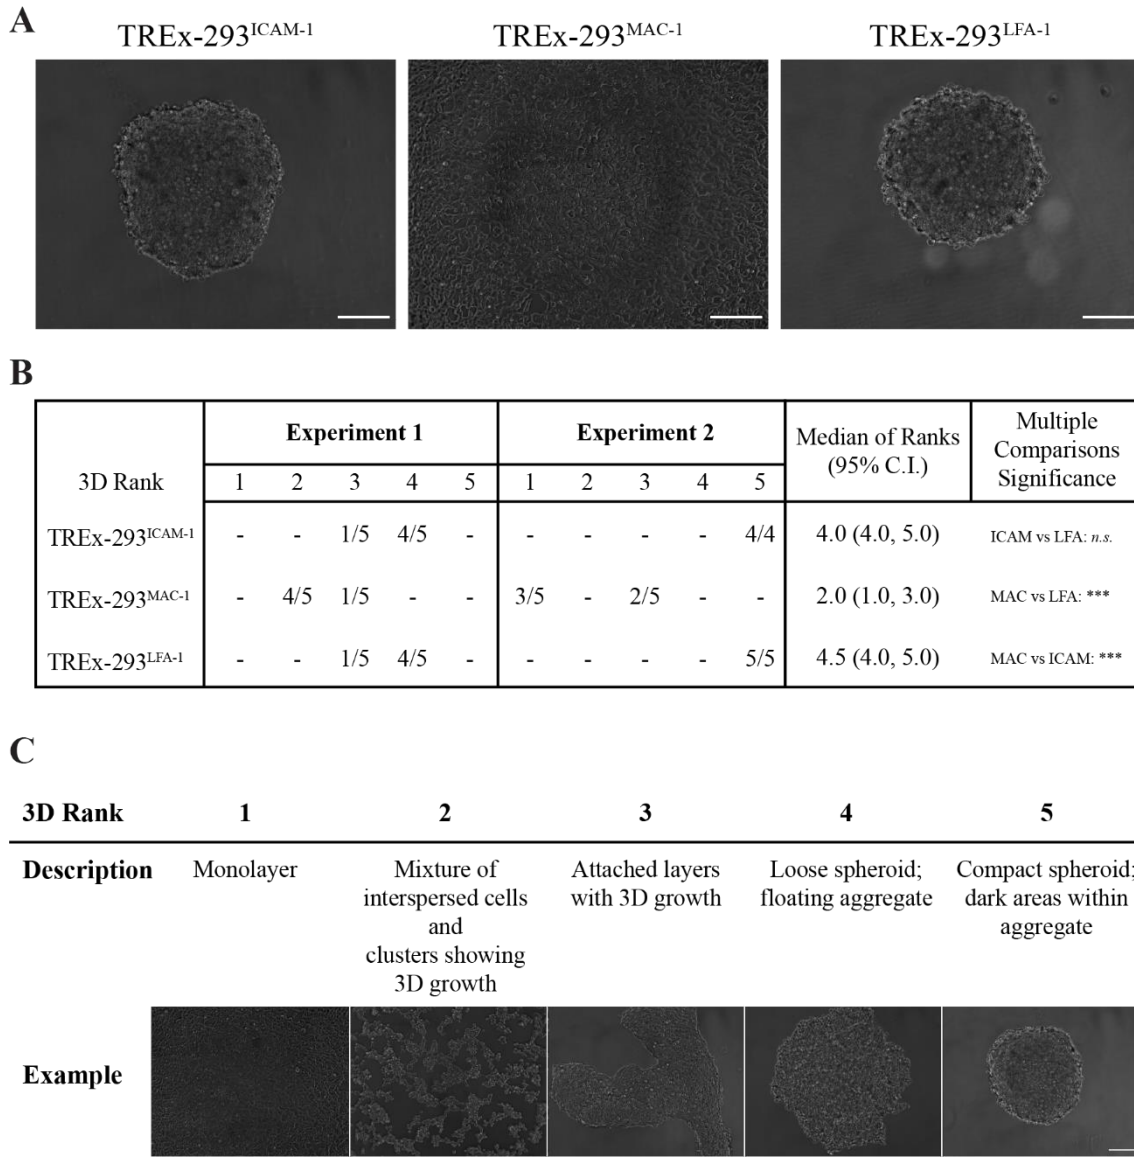 A
TREx-293ICAM-1 TREx-293MAC-1 TREx-293LFA-1
B
3D Rank Experiment 1 Experiment 2 Median of Ranks (95% C.I.) Multiple Comparisons Significance
1 2 3 4 5 1 2 3 4 5
TREx-293ICAM-1 - - 1/5 4/5 - - - - - 4/4 4.0 (4.0, 5.0) ICAM vs LFA: n.s.
TREx-293MAC-1 - 4/5 1/5 - - 3/5 - 2/5 - - 2.0 (1.0, 3.0) MAC vs LFA: ***
TREx-293LFA-1 - - 1/5 4/5 - - - - - 5/5 4.5 (4.0, 5.0) MAC vs ICAM: ***
C
3D Rank 1 2 3 4 5
Description Monolayer Mixture of interspersed cells and clusters showing 3D growth Attached layers with 3D growth Loose spheroid; floating aggregate Compact spheroid; dark areas within aggregate
Example